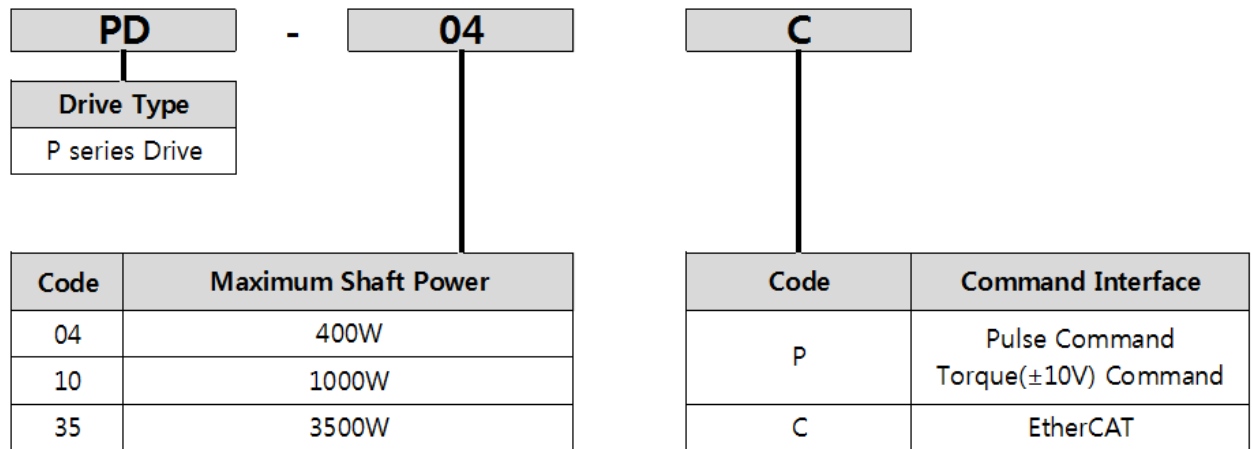 PD - 04 C
Drive Type
P series Drive
Code Maximum Shaft Power
04 400W
10 1000W
35 3500W
Code Command Interface
P Pulse Command
Torque(±10V) Command
C EtherCAT